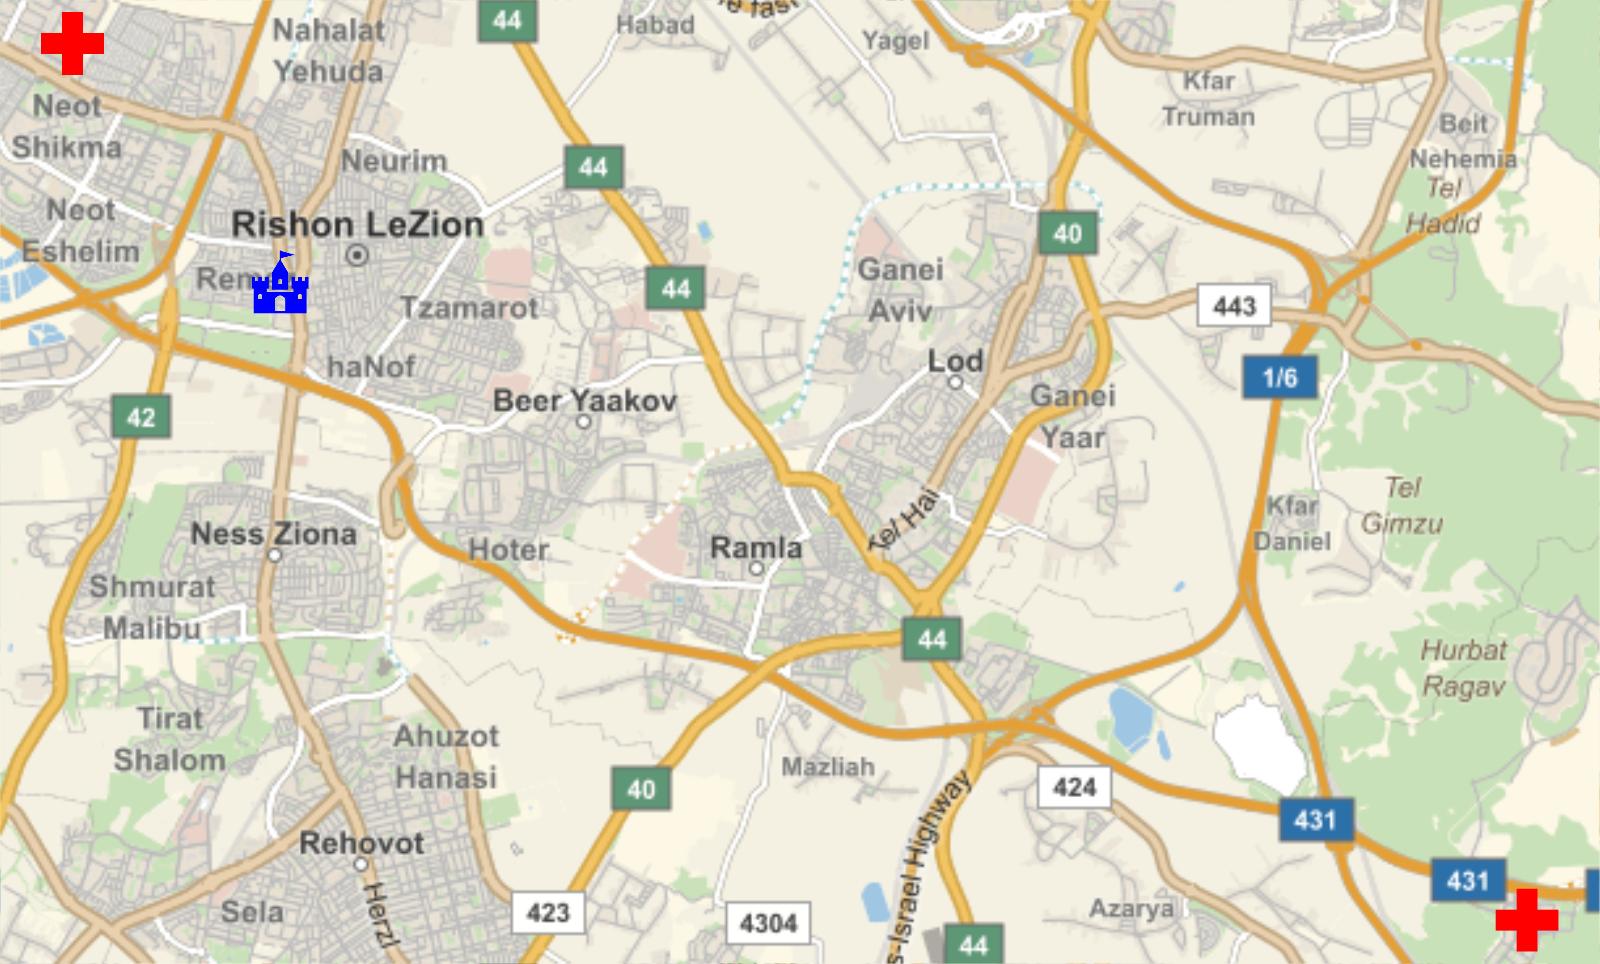 44
Habad
Nahalat
Yehuda
Yagel
Kfar
Truman
Neot
Shikma
Beit
Nehemia
Neurim
44
Tel
Hadid
Neot
Eshelim
Rishon LeZion
40
Ganei
Aviv
44
Tzamarot
443
haNof
Lod
1/6
Beer Yaakov
Ganei
Yaar
42
Tel
Gimzu
Kfar
Daniel
Tel Hai
Ness Ziona
Hoter
Ramla
Shmurat
Malibu
44
Hurbat
Ragav
Tirat
Shalom
Ahuzot
Hanasi
Mazliah
40
424
431
Rehovot
s-Israel Highway
431
Sela
Herzl
423
4304
Azarya
44